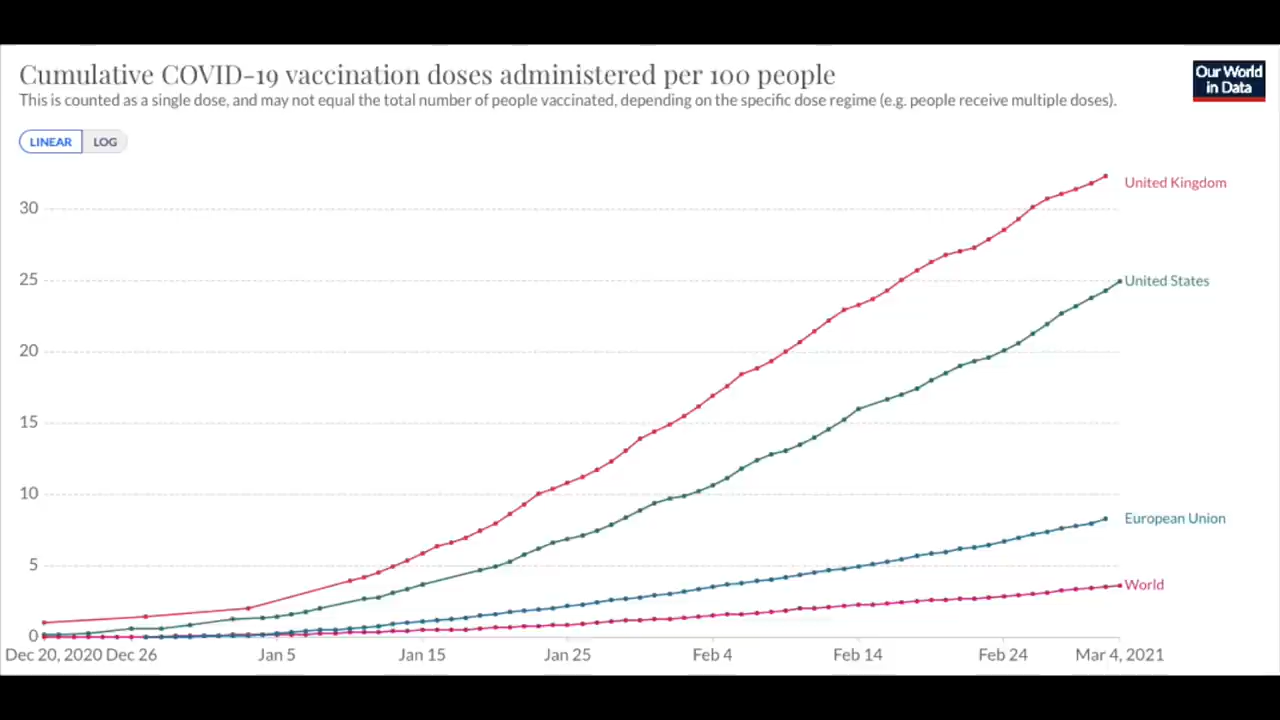 Cumulative COVID-19 vaccination doses administered per 100 people
Our World
in Data
This is counted as a single dose, and may not equal the total number of people vaccinated, depending on the specific dose regime (e.g. people receive multiple doses).
LINEAR LOG
United Kingdom
30
25
United States
20
15
10
European Union
5
World
0
Dec 20, 2020 Dec 26 Jan 5 Jan 15 Jan 25 Feb 4 Feb 14 Feb 24 Mar 4, 2021